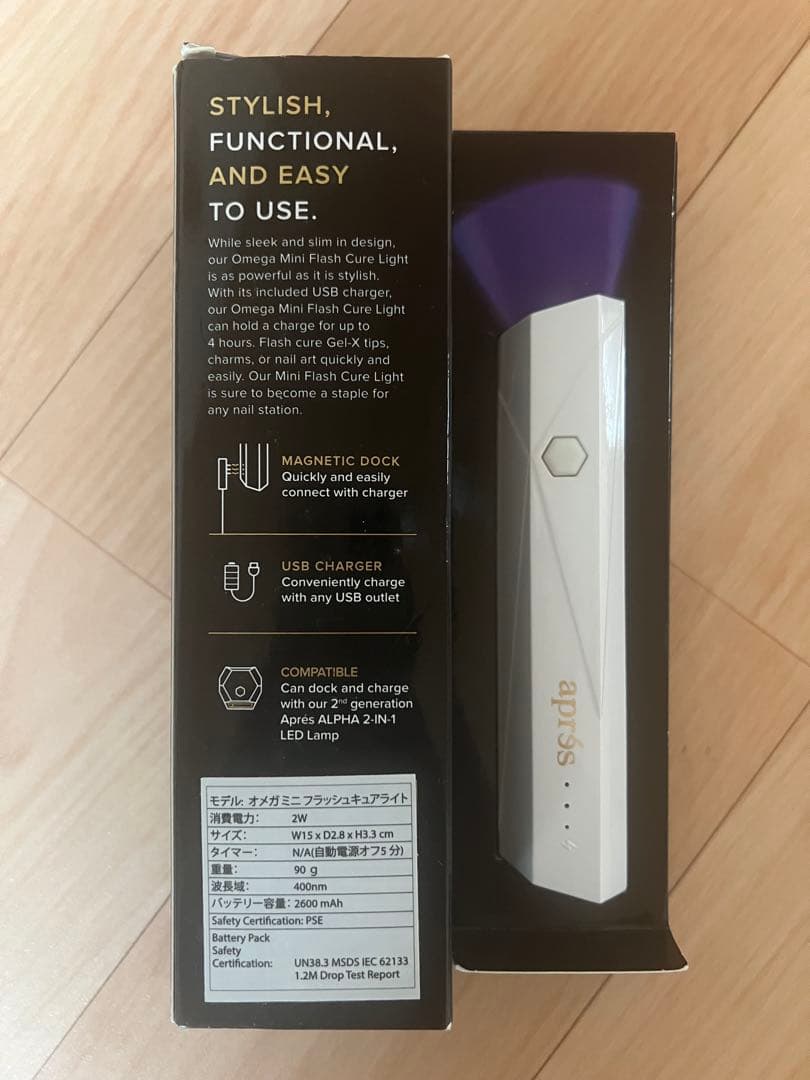 STYLISH,
FUNCTIONAL,
AND EASY
TO USE.
While sleek and slim in design,
our Omega Mini Flash Cure Light
is as powerful as it is stylish.
With its included USB charger,
our Omega Mini Flash Cure Light
can hold a charge for up to
4 hours. Flash cure Gel-X tips,
charms, or nail art quickly and
easily. Our Mini Flash Cure Light
is sure to become a staple for
any nail station.
MAGNETIC DOCK
Quickly and easily
connect with charger
USB CHARGER
Conveniently charge
with any USB outlet
COMPATIBLE
Can dock and charge
with our 2nd generation
Aprés ALPHA 2-IN-1
LED Lamp
モデル: オメガミニ フラッシュキュアライト
消費電力: 2W
サイズ: W15 x D2.8 x H3.3 cm
タイマー: N/A(自動電源オフ5 分)
重量: 90 g
波長域: 400nm
バッテリー容量: 2600 mAh
Safety Certification: PSE
Battery Pack
Safety
Certification: UN38.3 MSDS IEC 62133
1.2M Drop Test Report
aprés